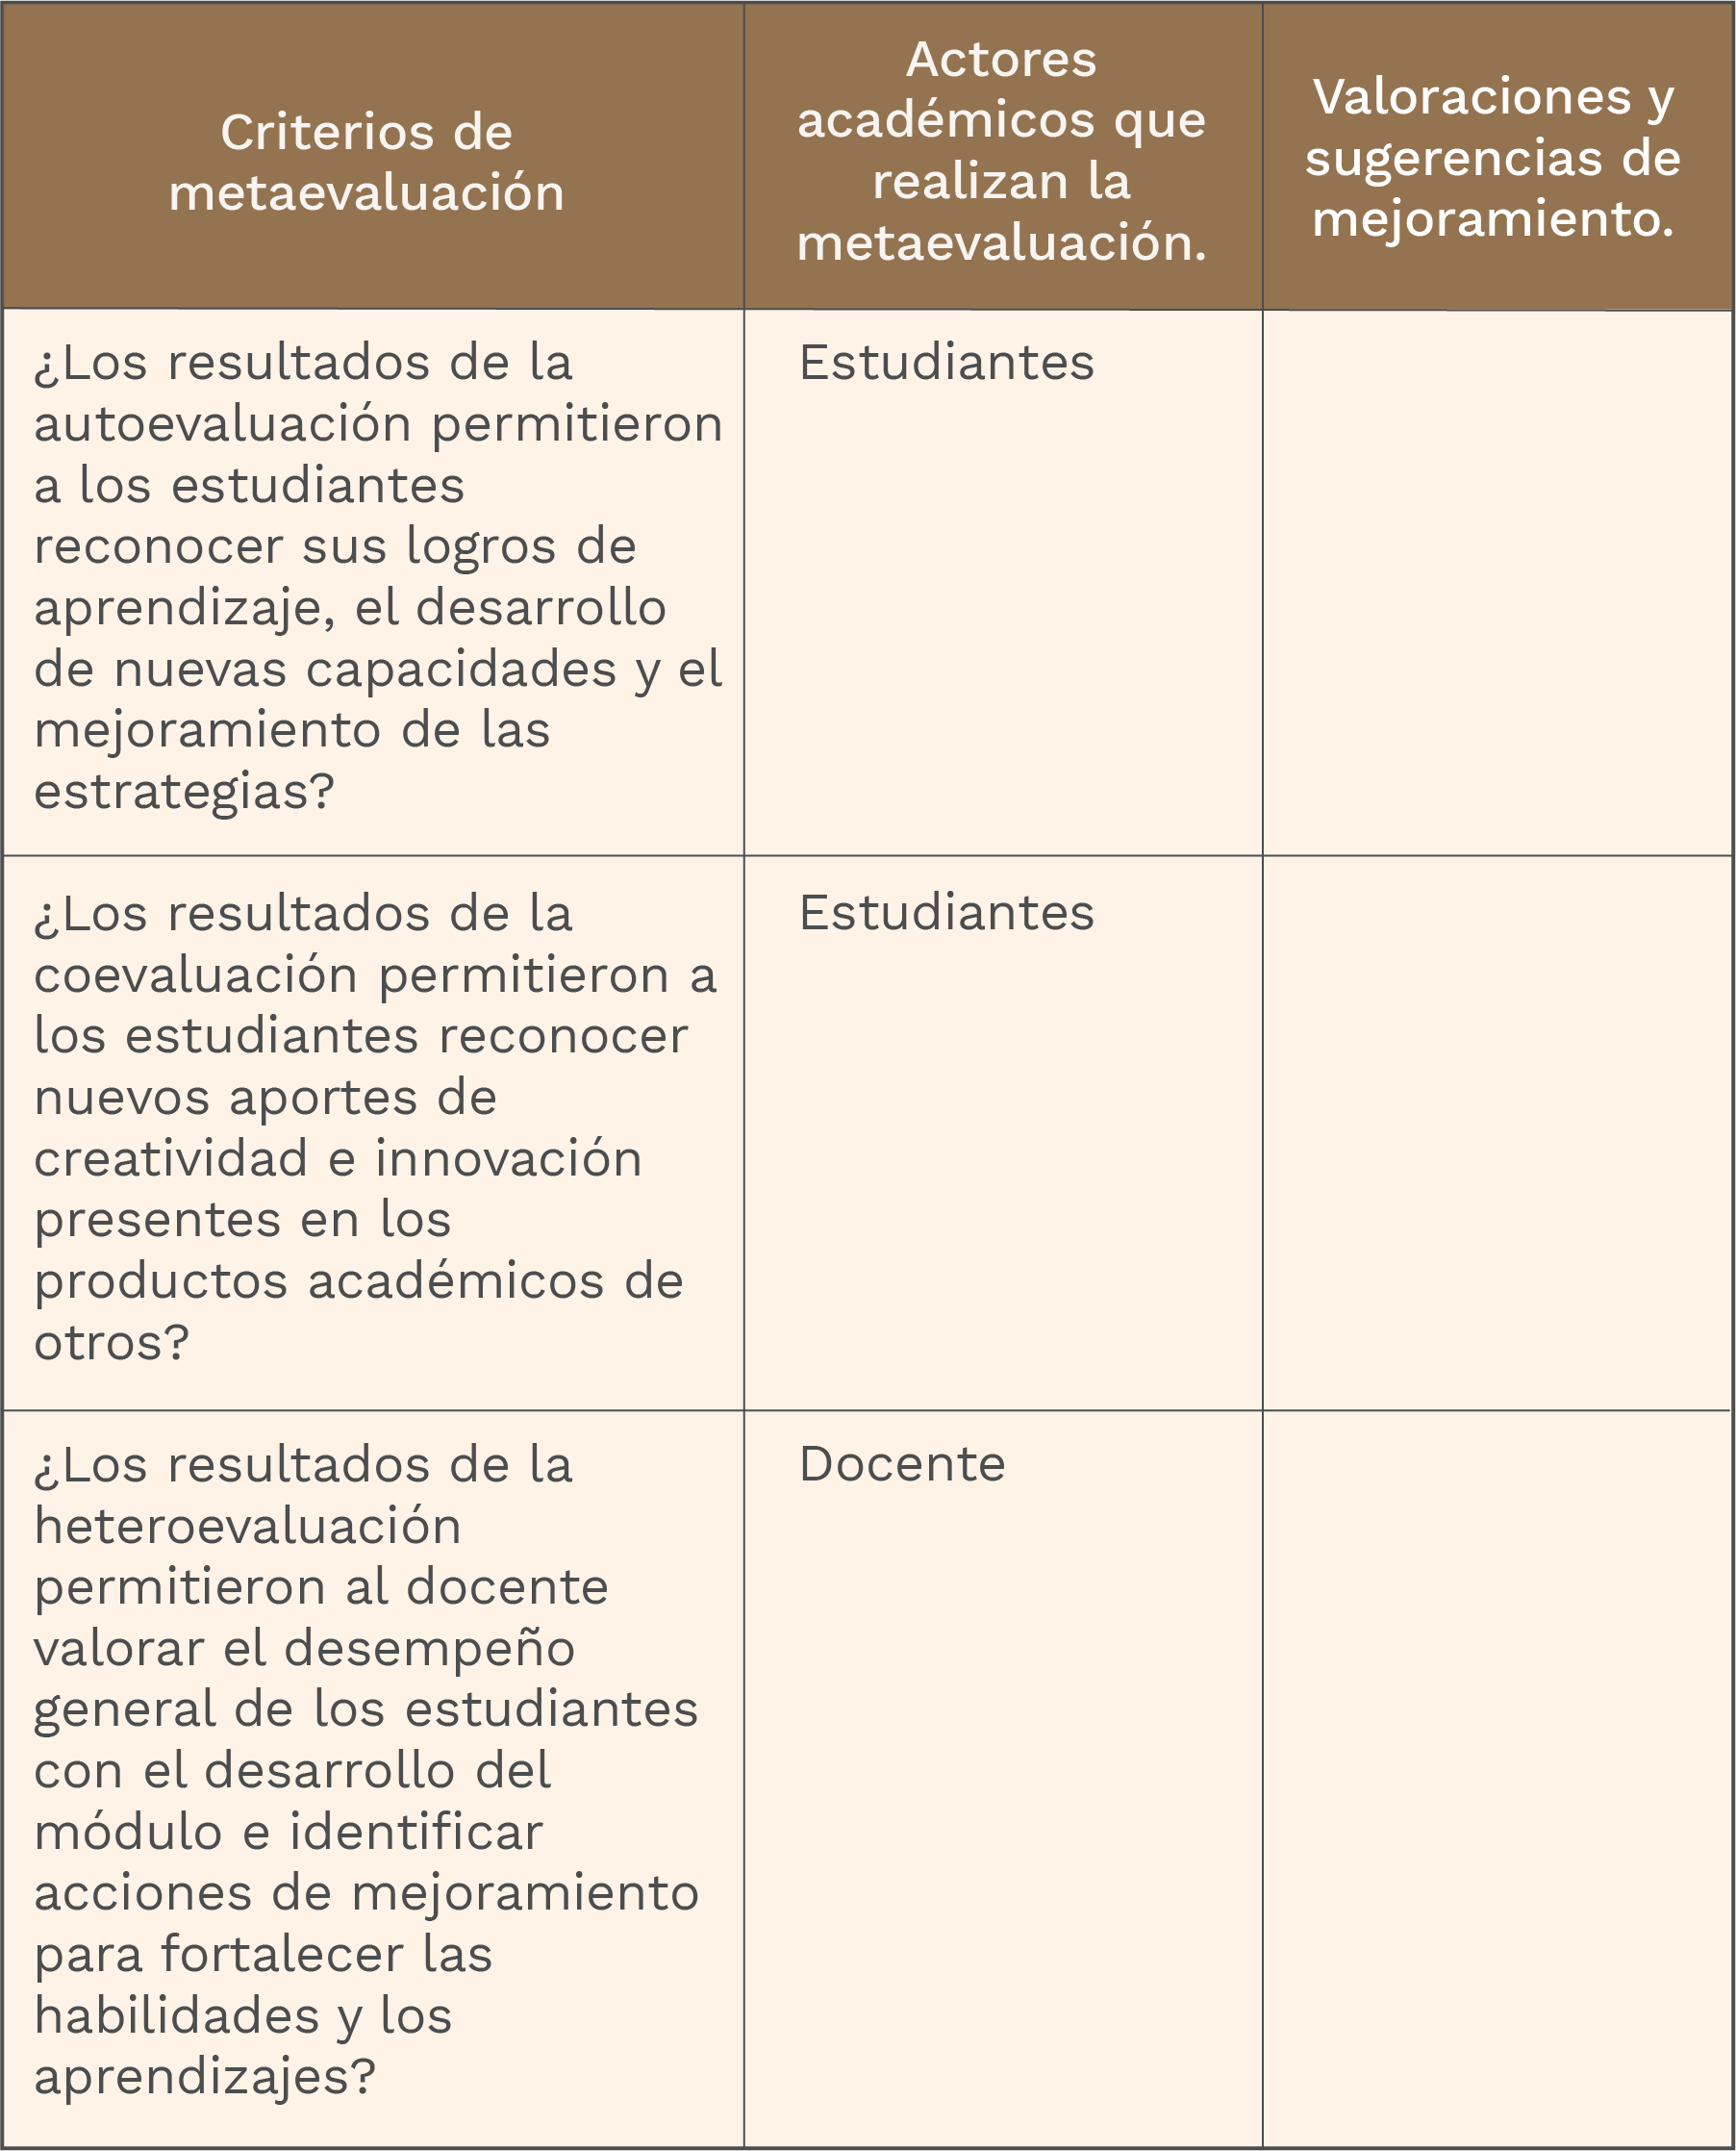 Criterios de
metaevaluación
Actores
académicos que
realizan la
metaevaluación.
Valoraciones y
sugerencias de
mejoramiento.
¿Los resultados de la
autoevaluación permitieron
a los estudiantes
reconocer sus logros de
aprendizaje, el desarrollo
de nuevas capacidades y el
mejoramiento de las
estrategias?
Estudiantes
¿Los resultados de la
coevaluación permitieron a
los estudiantes reconocer
nuevos aportes de
creatividad e innovación
presentes en los
productos académicos de
otros?
Estudiantes
¿Los resultados de la
heteroevaluación
permitieron al docente
valorar el desempeño
general de los estudiantes
con el desarrollo del
módulo e identificar
acciones de mejoramiento
para fortalecer las
habilidades y los
aprendizajes?
Docente